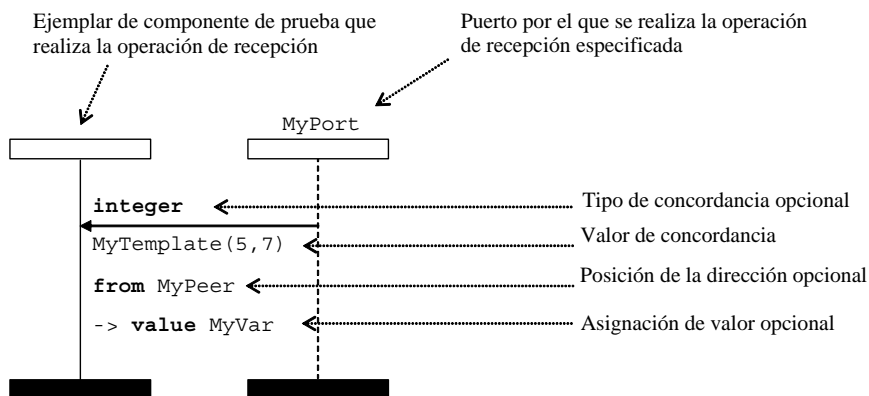 Ejemplar de componente de prueba que
realiza la operación de recepción
Puerto por el que se realiza la operación
de recepción especificada
MyPort
integer
Tipo de concordancia opcional
MyTemplate(5,7)
Valor de concordancia
from MyPeer
Posición de la dirección opcional
-> value MyVar
Asignación de valor opcional